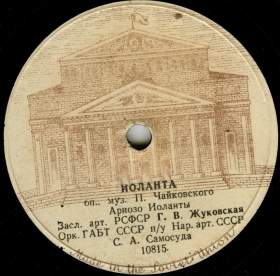 ИОЛАНТА
оп. муз. П. Чайковского
Ариозо Иоланты
Засл. арт. РСФСР Г. В. Жуковская
Орк. ГАБТ СССР п/у Нар. арт. СССР
С. А. Самосуда
10815
Made in the Soviet Union